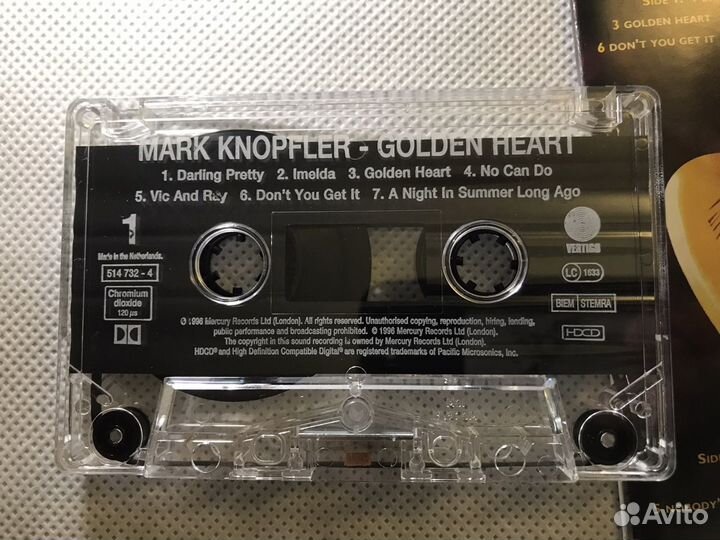 SIDE 1:
3 GOLDEN HEART
6 DON'T YOU GET IT
MARK KNOPFLER - GOLDEN HEART
1. Darling Pretty 2. Imelda 3. Golden Heart 4. No Can Do
5. Vic And Ray 6. Don't You Get It 7. A Night In Summer Long Ago
1
Made in the Netherlands.
514 732 - 4
Chromium
dioxide
120 µs
VERTIGO
LC 1633
BIEM STEMRA
HDCD
℗ 1996 Mercury Records Ltd (London). All rights reserved. Unauthorised copying, reproduction, hiring, lending,
public performance and broadcasting prohibited. © 1996 Mercury Records Ltd (London).
The copyright in this sound recording is owned by Mercury Records Ltd (London).
HDCD® and High Definition Compatible Digital® are registered trademarks of Pacific Microsonics, Inc.
SIDE
5 NOBODY'
Avito